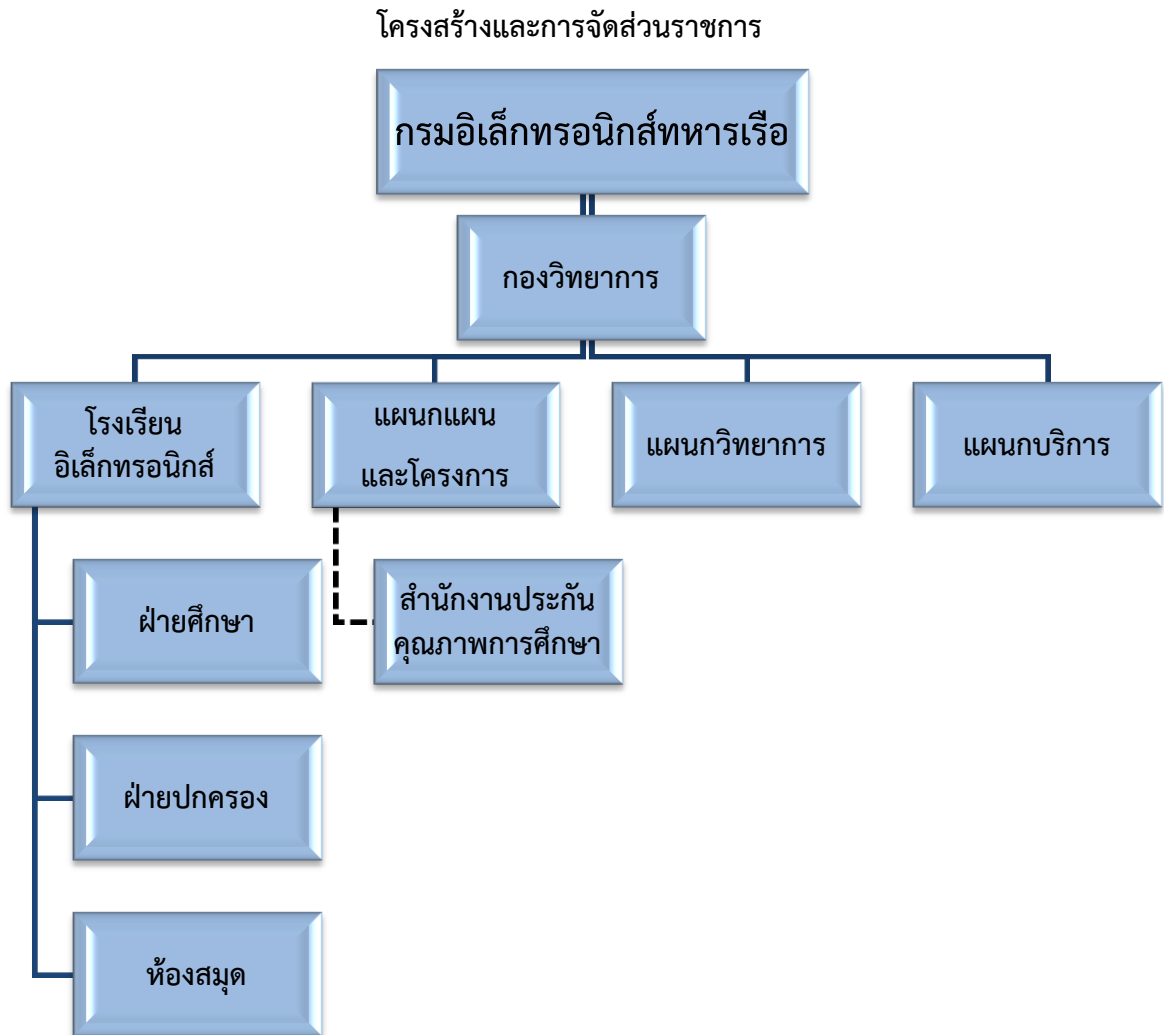 โครงสร้างและการจัดส่วนราชการ
กรมอิเล็กทรอนิกส์ทหารเรือ
กองวิทยาการ
โรงเรียน
อิเล็กทรอนิกส์
แผนกแผน
และโครงการ
แผนกวิทยาการ
แผนกบริการ
ฝ่ายศึกษา
สำนักงานประกัน
คุณภาพการศึกษา
ฝ่ายปกครอง
ห้องสมุด